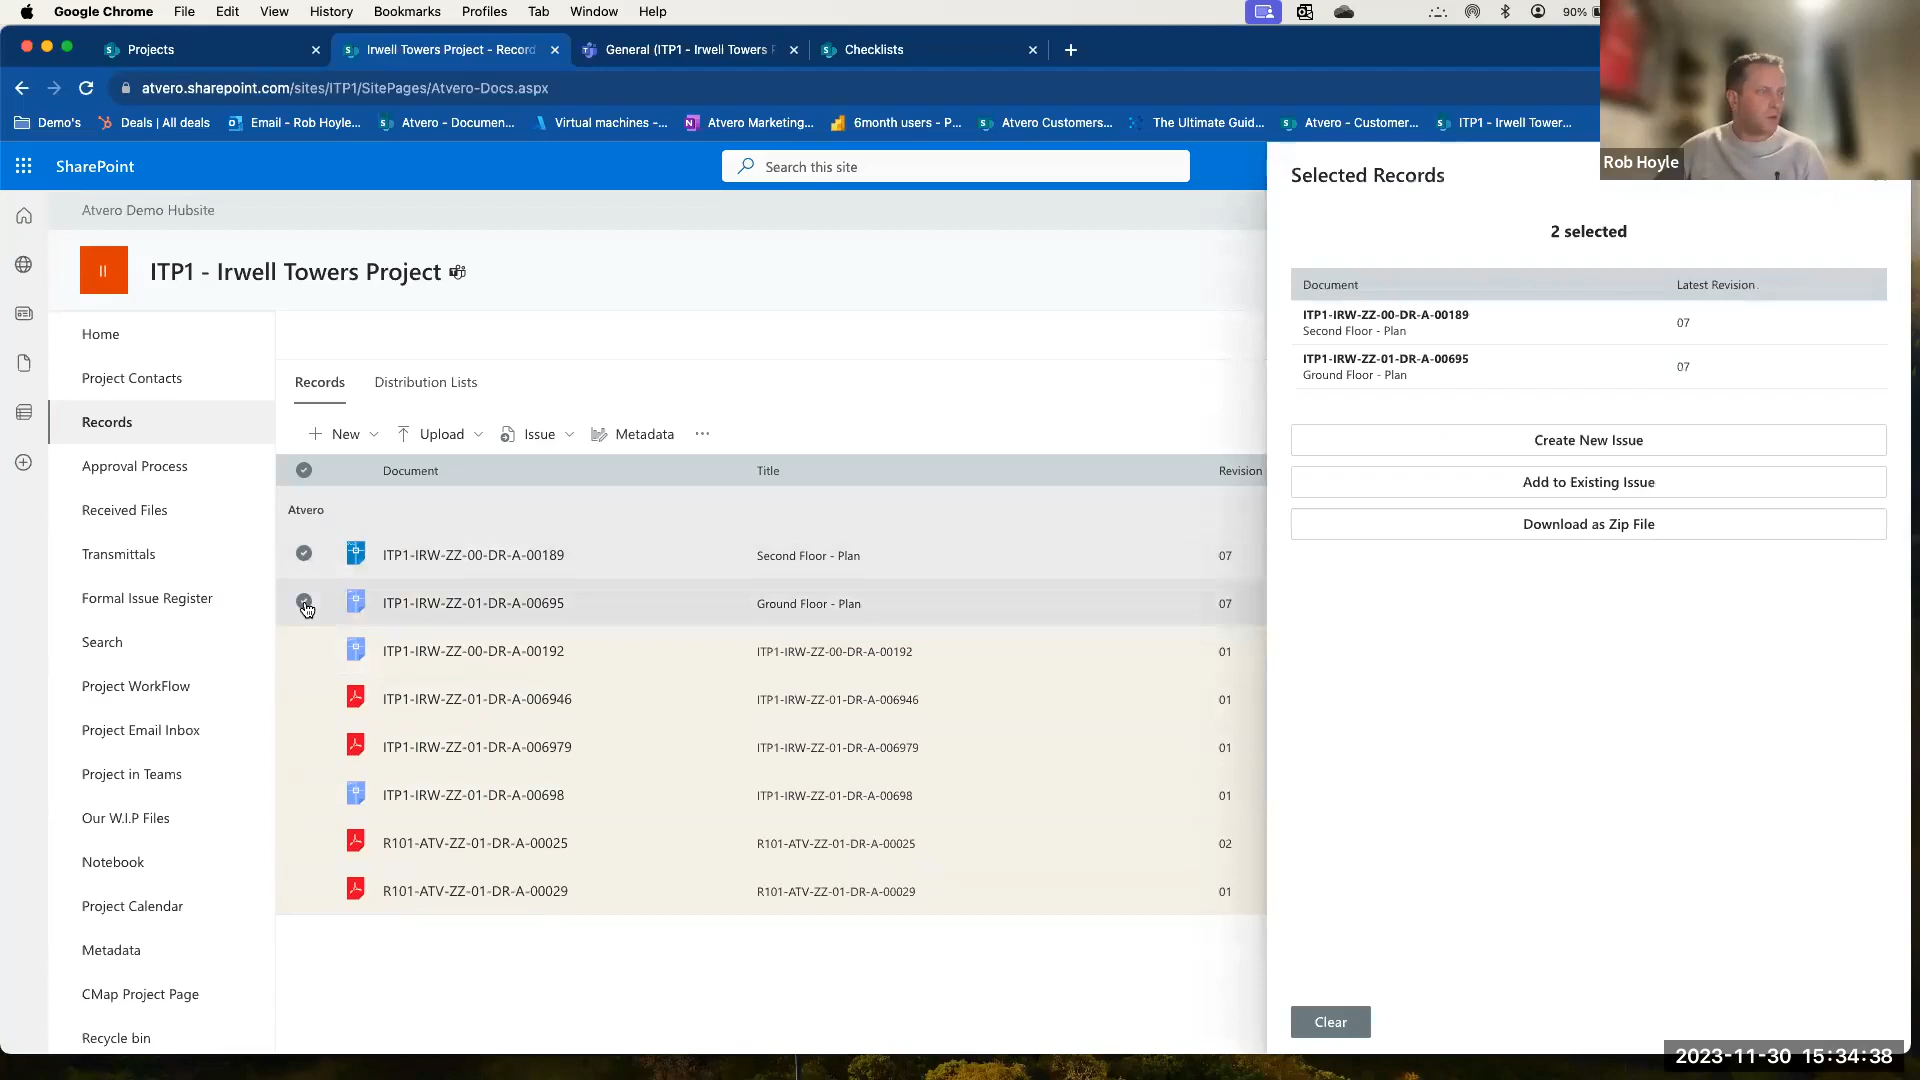 Google Chrome File Edit View History Bookmarks Profiles Tab Window Help 90%
Projects Irwell Towers Project - Record General (ITP1 - Irwell Towers Checklists
atvero.sharepoint.com/sites/ITP1/SitePages/Atvero-Docs.aspx
Demo's Deals | All deals Email - Rob Hoyle... Atvero - Documen... Virtual machines -... Atvero Marketing... 6month users - P... Atvero Customers... The Ultimate Guid... Atvero - Customer... ITP1 - Irwell Tower...
Rob Hoyle
SharePoint
Search this site
Atvero Demo Hubsite
II
ITP1 - Irwell Towers Project
Home
Project Contacts
Records
Approval Process
Received Files
Transmittals
Formal Issue Register
Search
Project WorkFlow
Project Email Inbox
Project in Teams
Our W.I.P Files
Notebook
Project Calendar
Metadata
CMap Project Page
Recycle bin
Records Distribution Lists
New Upload Issue Metadata ...
Document Title Revision
Atvero
ITP1-IRW-ZZ-00-DR-A-00189 Second Floor - Plan 07
ITP1-IRW-ZZ-01-DR-A-00695 Ground Floor - Plan 07
ITP1-IRW-ZZ-00-DR-A-00192 ITP1-IRW-ZZ-00-DR-A-00192 01
ITP1-IRW-ZZ-01-DR-A-006946 ITP1-IRW-ZZ-01-DR-A-006946 01
ITP1-IRW-ZZ-01-DR-A-006979 ITP1-IRW-ZZ-01-DR-A-006979 01
ITP1-IRW-ZZ-01-DR-A-00698 ITP1-IRW-ZZ-01-DR-A-00698 01
R101-ATV-ZZ-01-DR-A-00025 R101-ATV-ZZ-01-DR-A-00025 02
R101-ATV-ZZ-01-DR-A-00029 R101-ATV-ZZ-01-DR-A-00029 01
Selected Records
2 selected
Document Latest Revision
ITP1-IRW-ZZ-00-DR-A-00189
Second Floor - Plan
07
ITP1-IRW-ZZ-01-DR-A-00695
Ground Floor - Plan
07
Create New Issue
Add to Existing Issue
Download as Zip File
Clear
2023-11-30 15:34:38